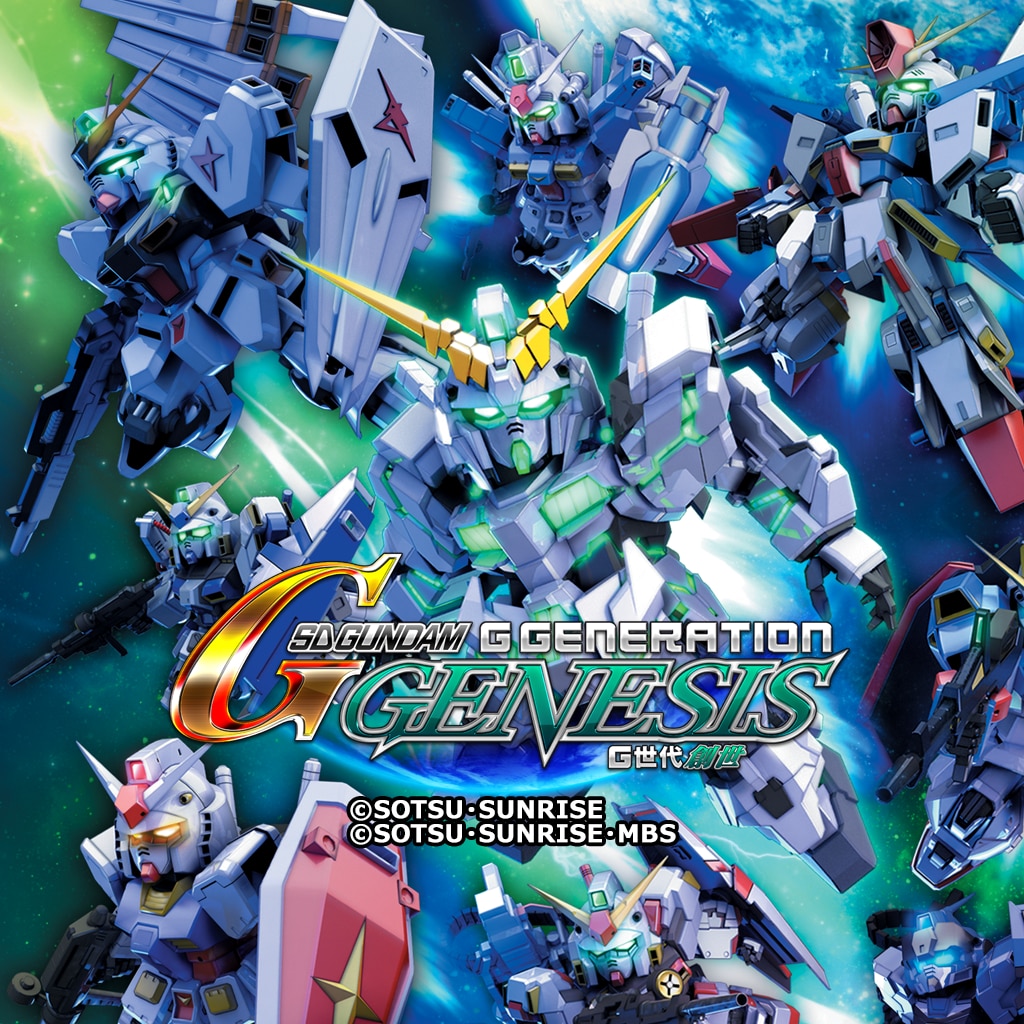 SD GUNDAM G GENERATION
GENESIS
G世代 創世
©SOTSU・SUNRISE
©SOTSU・SUNRISE・MBS